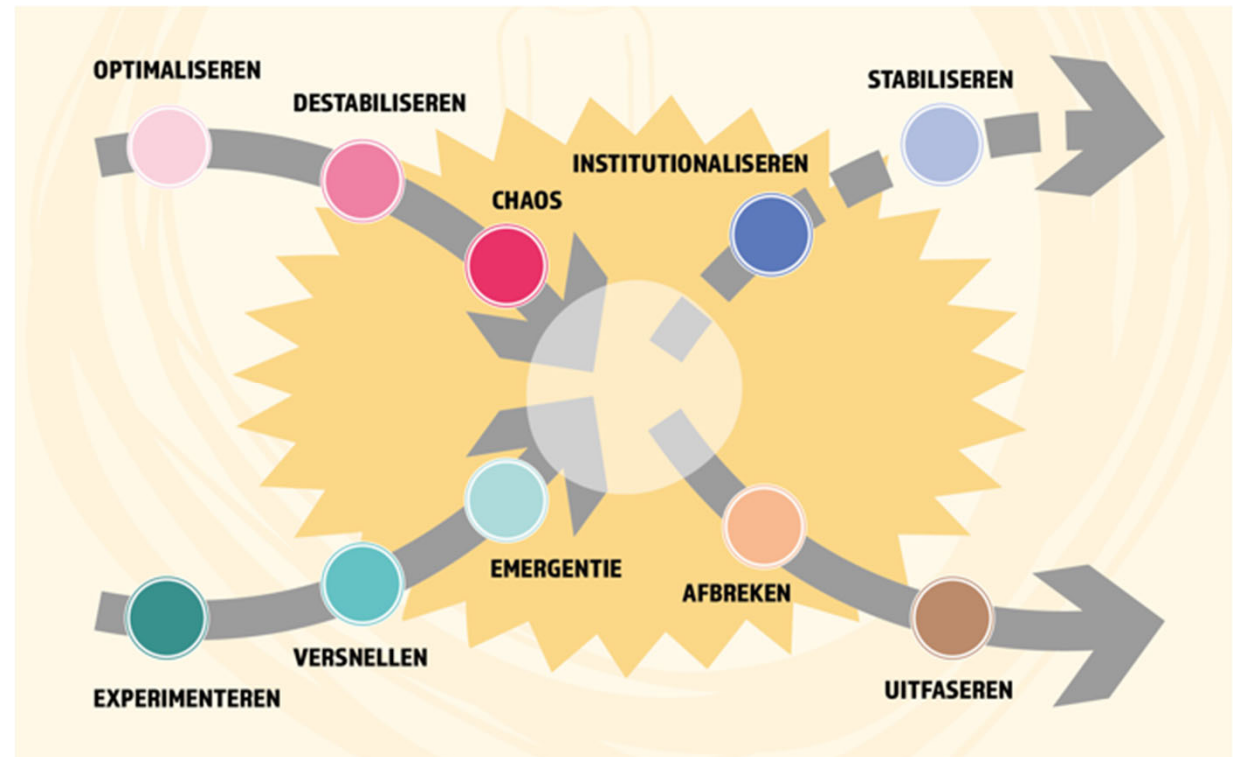 OPTIMALISEREN
DESTABILISEREN
CHAOS
INSTITUTIONALISEREN
STABILISEREN
EXPERIMENTEREN
VERSNELLEN
EMERGENTIE
AFBREKEN
UITFASEREN